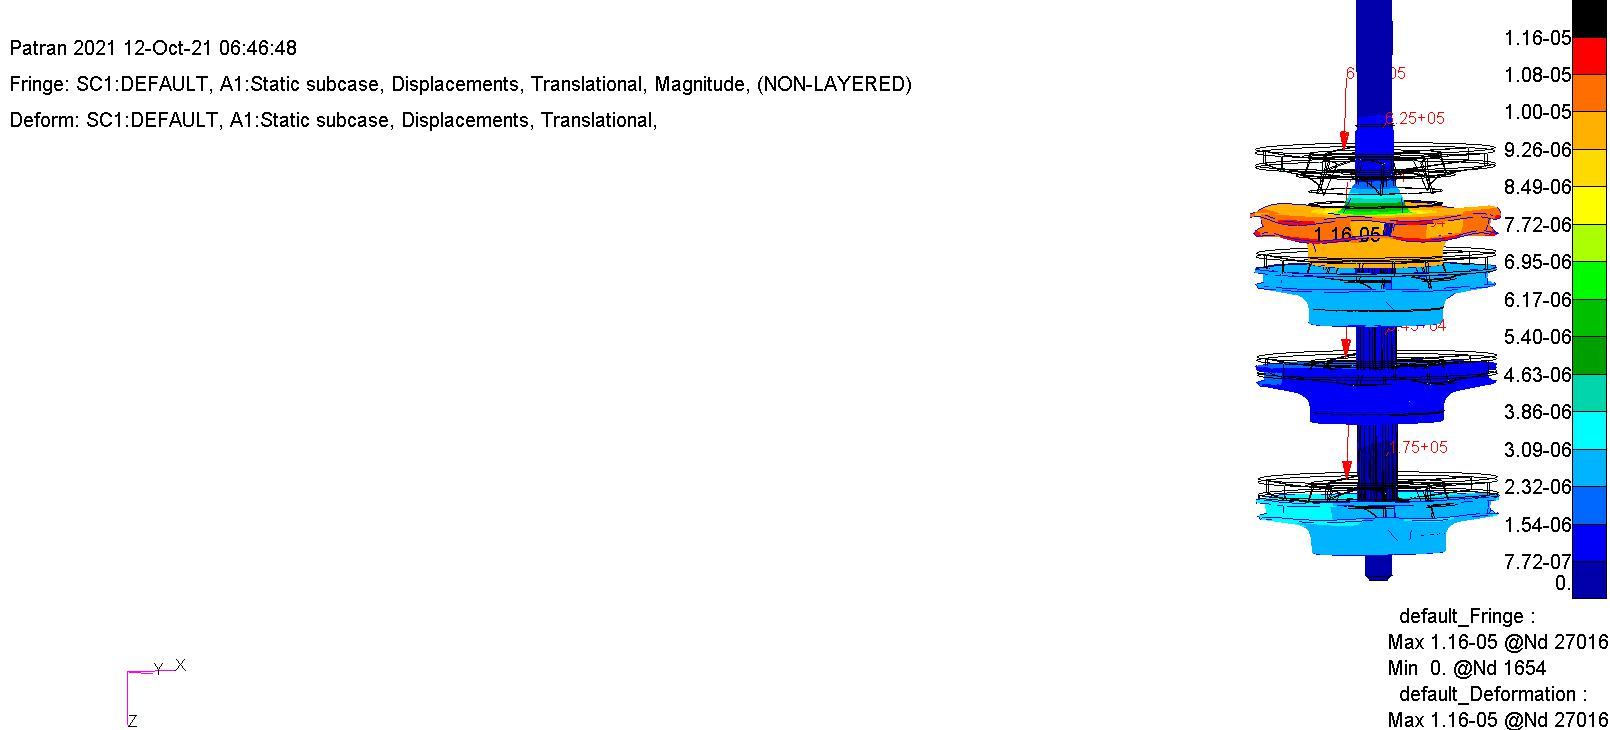 Patran 2021 12-Oct-21 06:46:48
Fringe: SC1:DEFAULT, A1:Static subcase, Displacements, Translational, Magnitude, (NON-LAYERED)
Deform: SC1:DEFAULT, A1:Static subcase, Displacements, Translational,
1.16-05
1.08-05
1.00-05
9.26-06
8.49-06
7.72-06
6.95-06
6.17-06
5.40-06
4.63-06
3.86-06
3.09-06
2.32-06
1.54-06
7.72-07
0.
6.25+05
1.16-05
1.75+05
default_Fringe :
Max 1.16-05 @Nd 27016
Min 0. @Nd 1654
default_Deformation :
Max 1.16-05 @Nd 27016
Y
X
Z